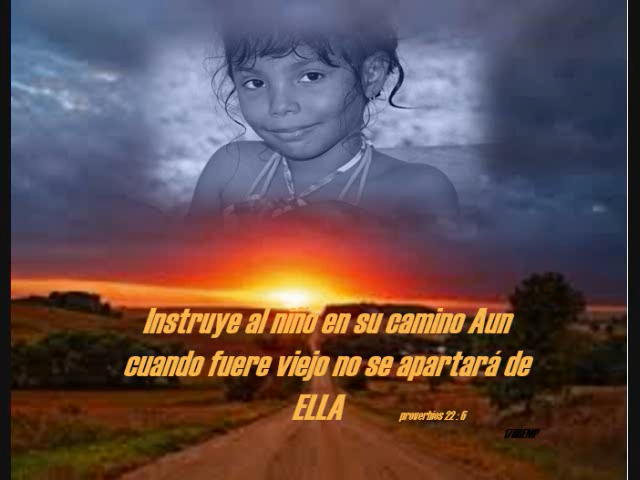 Instruye al niño en su camino Aun
cuando fuere viejo no se apartará de
ELLA
proverbios 22 : 6